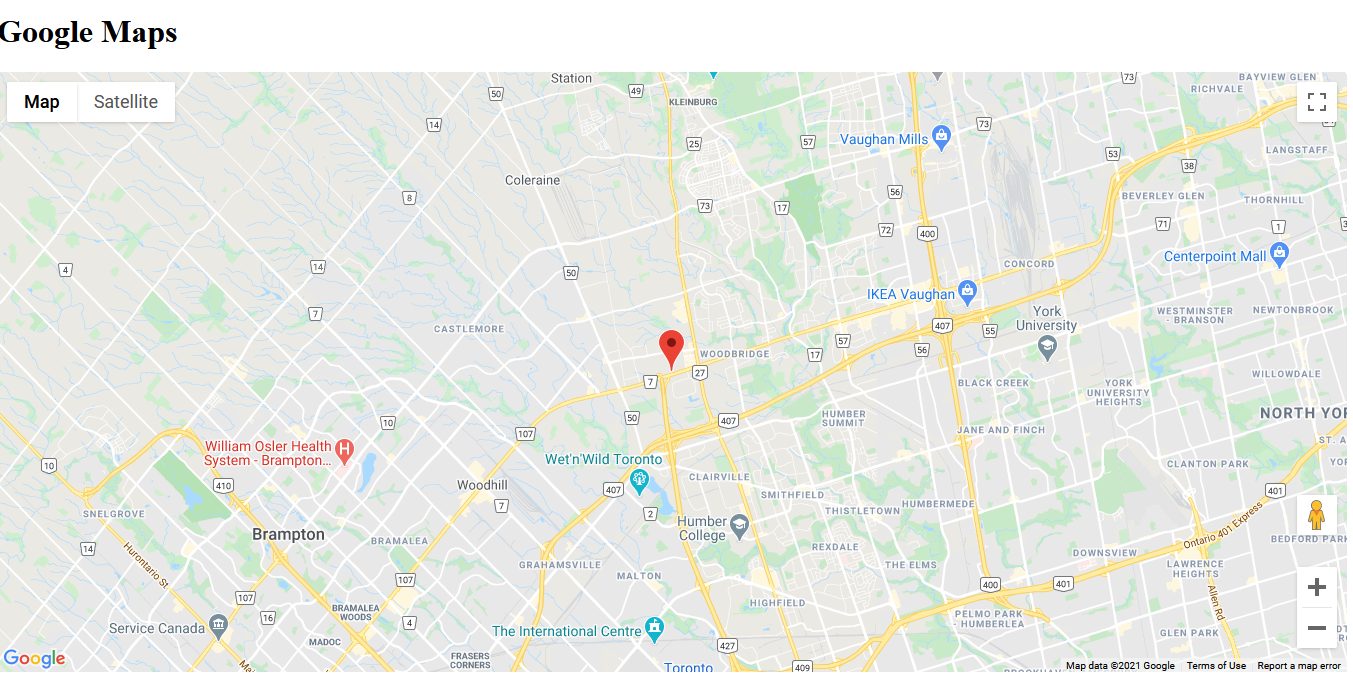 Google Maps
Map
Satellite
Station
50
49
73
BAYVIEW GLEN
RICHVALE
KLEINBURG
14
25
57
Vaughan Mills
73
53
LANGSTAFF
38
Coleraine
8
56
BEVERLEY GLEN
THORNHILL
73
17
72
400
71
1
4
14
50
CONCORD
Centerpoint Mall
7
CASTLEMORE
IKEA Vaughan
407
55
York
University
WESTMINSTER
- BRANSON
NEWTONBROOK
WOODBRIDGE
17
57
56
7
27
BLACK CREEK
YORK
UNIVERSITY
HEIGHTS
WILLOWDALE
50
407
HUMBER
SUMMIT
NORTH YOR
10
107
JANE AND FINCH
ST. A
William Osler Health
System - Brampton...
10
410
Wet'n'Wild Toronto
407
CLAIRVILLE
CLANTON PARK
YOR
401
Woodhill
7
2
SMITHFIELD
HUMBERMEDE
THISTLETOWN
SNELGROVE
Humber
College
Ontario 401 Express
14
Brampton
BRAMALEA
REXDALE
DOWNSVIEW
BEDFORD PARK
Hurontario St
GRAHAMSVILLE
MALTON
THE ELMS
LAWRENCE
HEIGHTS
107
107
400
401
Allen Rd
16
BRAMALEA
WOODS
4
HIGHFIELD
PELMO PARK
- HUMBERLEA
Service Canada
MADOC
The International Centre
427
GLEN PARK
FRASERS
CORNERS
Toronto
409
Google
Map data ©2021 Google
Terms of Use
Report a map error